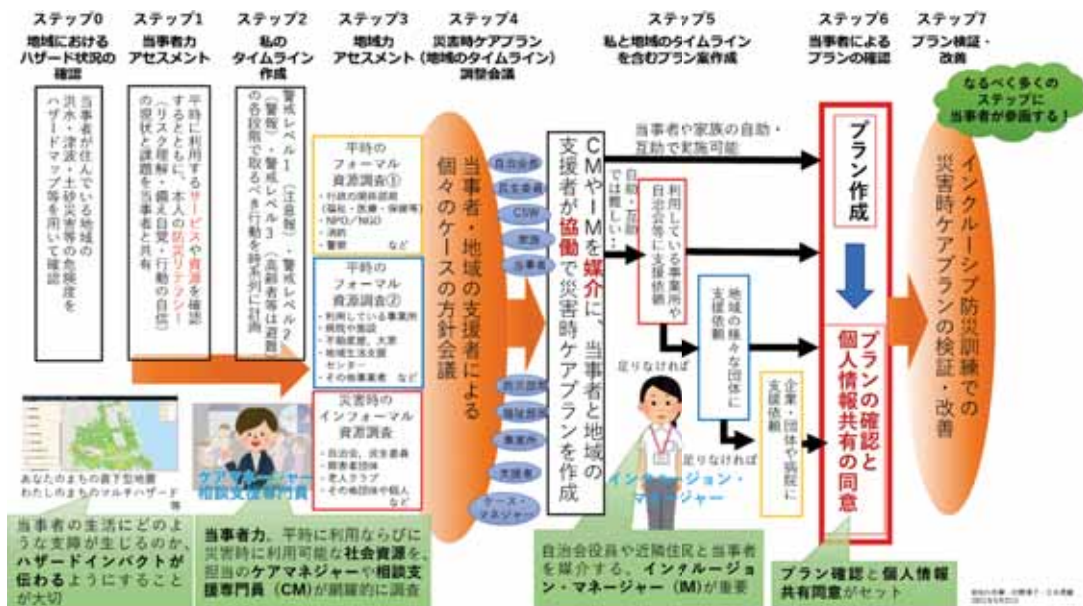 ステップ0
地域における
ハザード状況の
確認
ステップ1
当事者力
アセスメント
ステップ2
私の
タイムライン
作成
ステップ3
地域力
アセスメント
ステップ4
災害時ケアプラン
(地域のタイムライン)
調整会議
ステップ5
私と地域のタイムライン
を含むプラン案作成
ステップ6
当事者による
プランの確認
ステップ7
プラン検証・
改善
なるべく多くの
ステップに
当事者が参画する!
当事者が住んでいる地域の
洪水・津波・土砂災害等の危険度を
ハザードマップ等を用いて確認
平時に利用するサービスや資源を確認
するとともに、本人の防災リテラシー
(リスク理解・備え自覚・行動の自信)
の現状と課題を当事者と共有
警戒レベル1(注意報)・警戒レベル2
(警報)・警戒レベル3(高齢者等は避難)
の各段階で取るべき行動を時系列に計画
平時の
フォーマル
資源調査①
・行政の関係部局
(福祉・医療・保健等)
・NPO/NGO
・消防
・警察 など
平時の
フォーマル
資源調査②
・利用している事業所
・病院や施設
・不動産屋、大家
・地域生活支援
センター
・その他事業者 など
災害時の
インフォーマル
資源調査
・自治会、民生委員
・障害者団体
・老人クラブ
・その他団体や個人
など
当事者・地域の支援者による
個々のケースの方針会議
自治会長
民生委員
CSW
家族
当事者
防災部局
福祉部局
事業所
支援者
ケース・
マネージャー
CMやIMを媒介に、当事者と地域の
支援者が協働で災害時ケアプランを作成
当事者や家族の自助・
互助で実施可能
自助・互助
では難しい…
利用している事業所や
自治会等に支援依頼
足りなければ
地域の様々な団体に
支援依頼
足りなければ
企業・団体や病院に
支援依頼
インクルージョン・
マネージャー
プラン作成
プランの確認と
個人情報共有の同意
インクルーシブ防災訓練での
災害時ケアプランの検証・改善
あなたのまちの直下型地震
わたしのまちのマルチハザード
等
ケアマネージャー
相談支援専門員
当事者の生活にどのよ
うな支障が生じるのか、
ハザードインパクトが
伝わるようにすること
が大切
当事者力、平時に利用ならびに
災害時に利用可能な社会資源を、
担当のケアマネジャーや相談支
援専門員(CM)が網羅的に調査
自治会役員や近隣住民と当事者
を媒介する、インクルージョ
ン・マネージャー(IM)が重要
プラン確認と個人情報
共有同意がセット